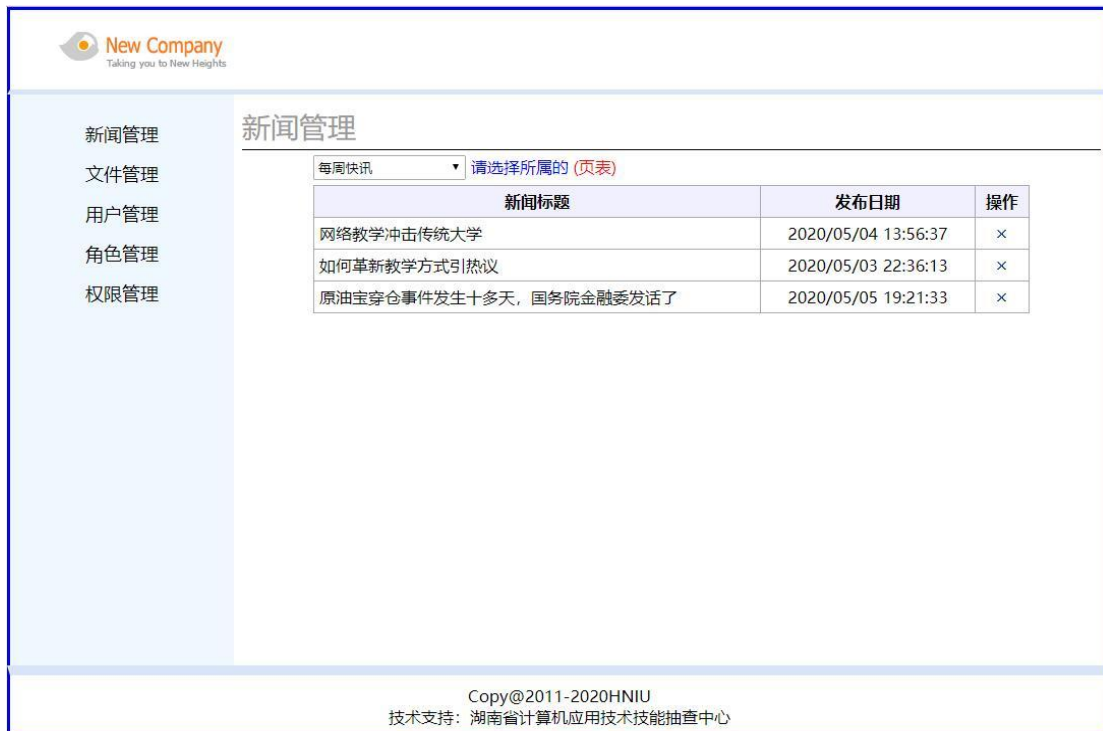 New Company
Taking you to New Heights
新闻管理
文件管理
用户管理
角色管理
权限管理
新闻管理
每周快讯 ▼ 请选择所属的 (页表)
新闻标题 发布日期 操作
网络教学冲击传统大学 2020/05/04 13:56:37 ×
如何革新教学方式引热议 2020/05/03 22:36:13 ×
原油宝穿仓事件发生十多天，国务院金融委发话了 2020/05/05 19:21:33 ×
Copy@2011-2020HNIU
技术支持：湖南省计算机应用技术技能抽查中心